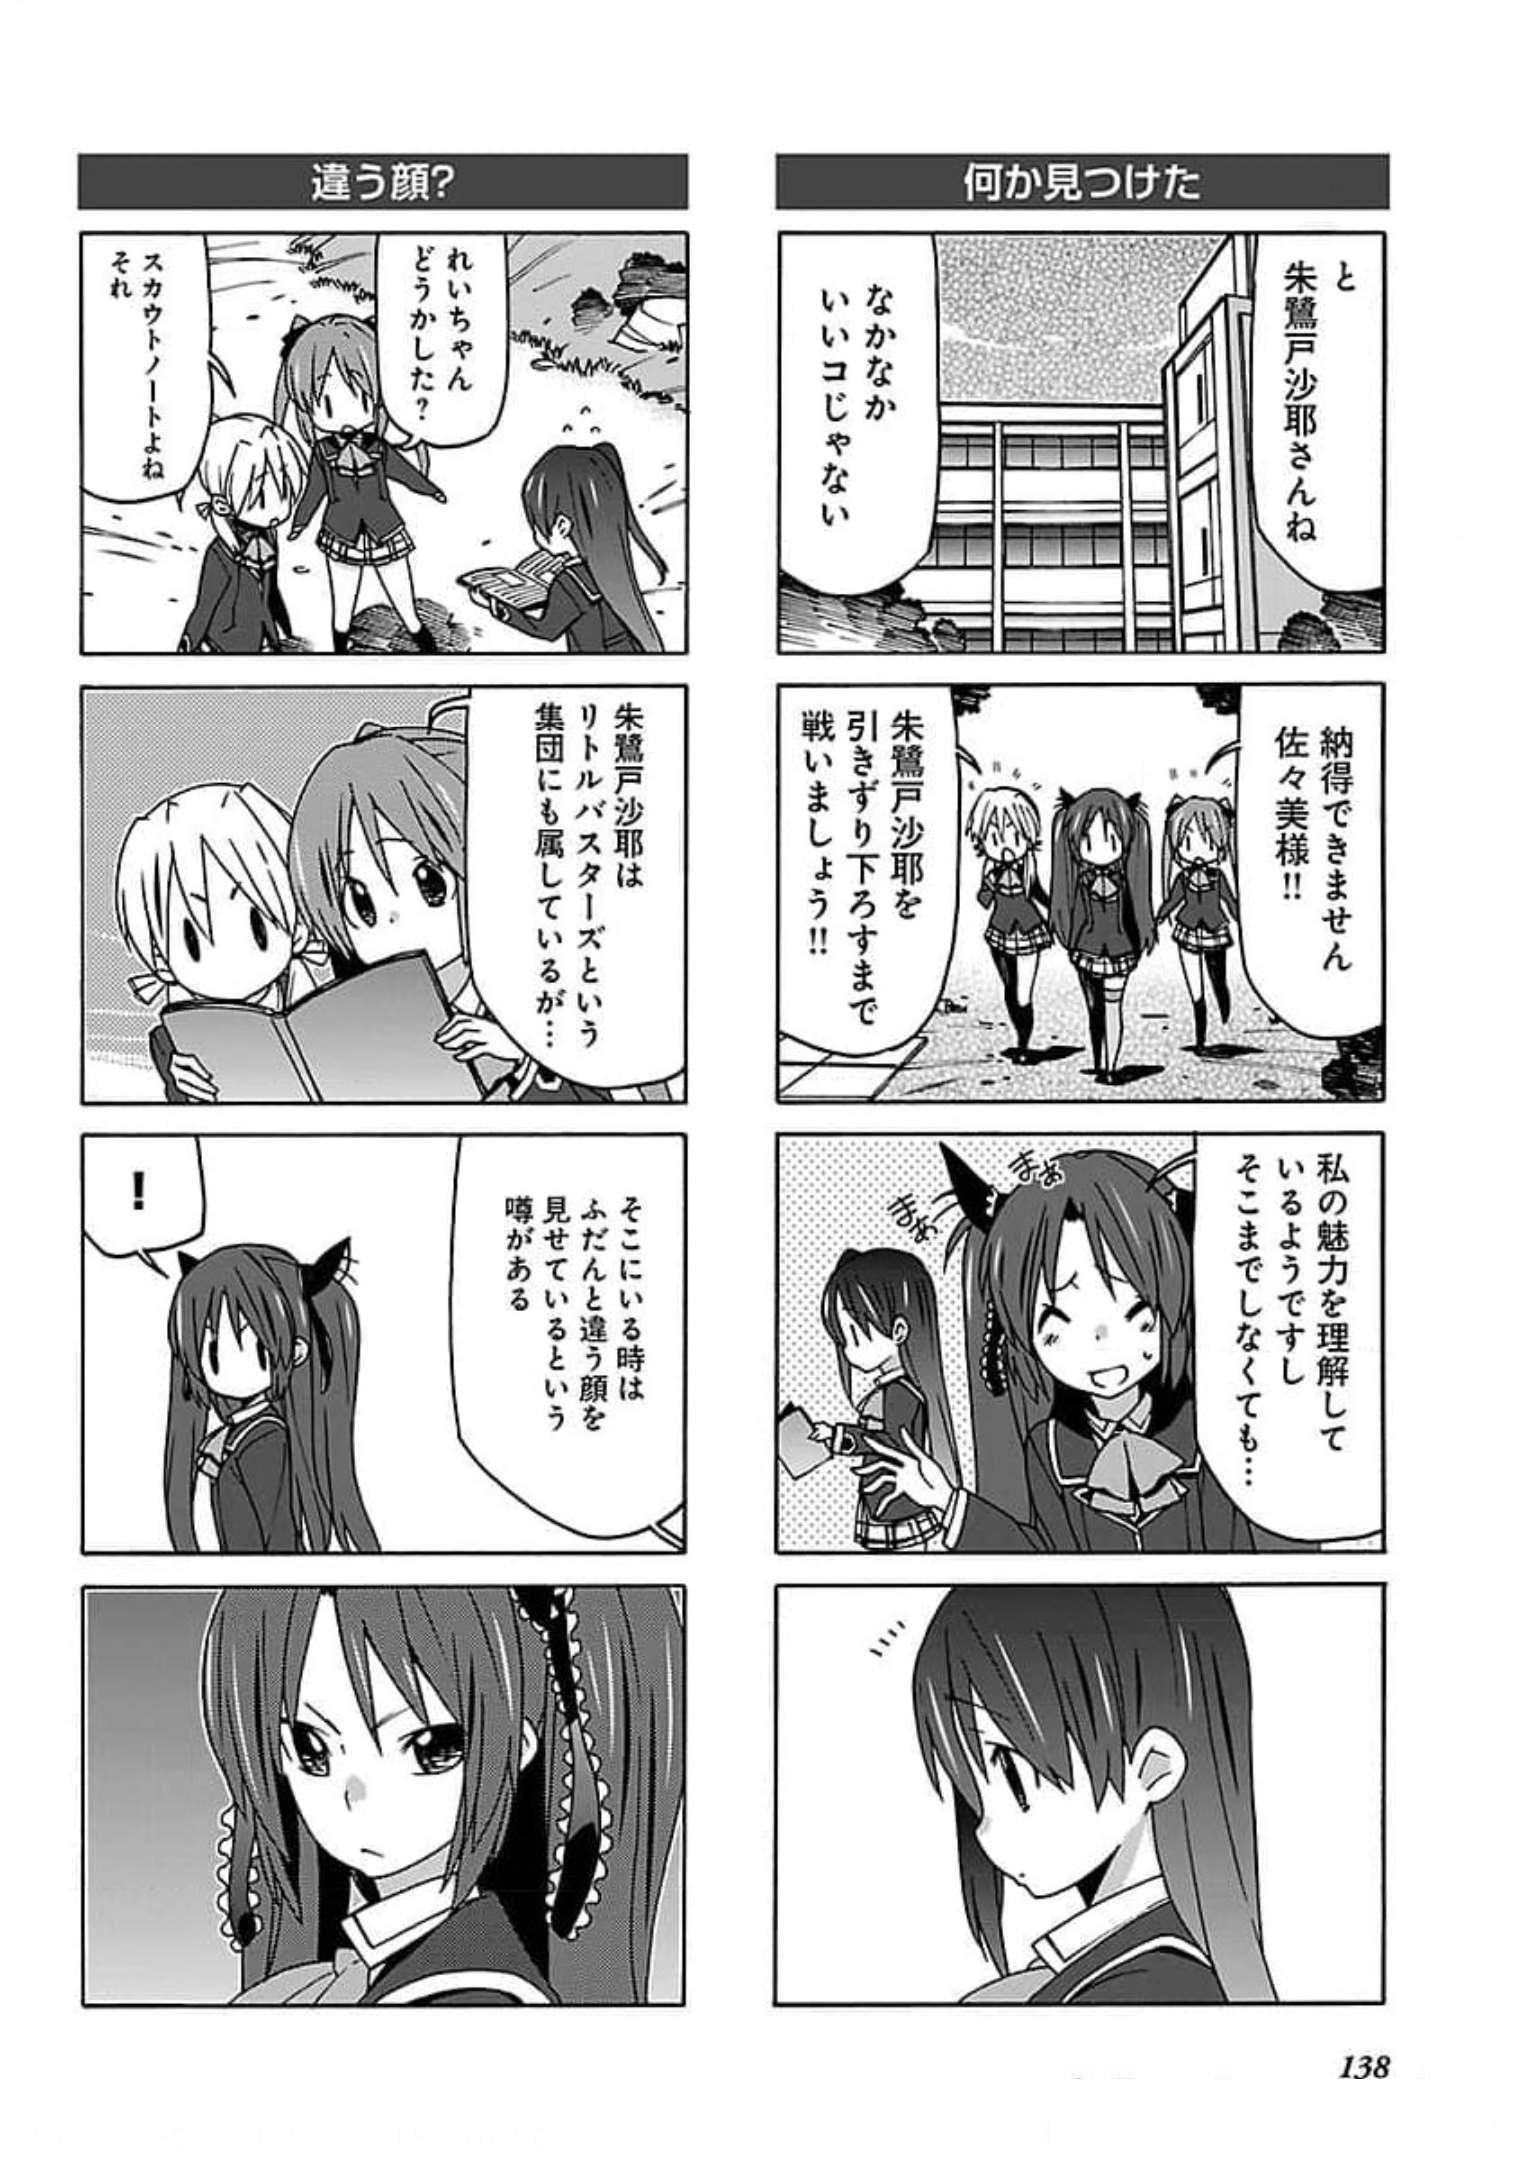 何か見つけた
と
朱鷺戸沙耶さんね
なかなか
いいコじゃない
納得できません
佐々美様!!
朱鷺戸沙耶を
引きずり下ろすまで
戦いましょう!!
私の魅力を理解して
いるようですし
そこまでしなくても…
まぁ
まぁ
違う顔?
れいちゃん
どうかした?
スカウトノートよね
それ
朱鷺戸沙耶は
リトルバスターズという
集団にも属しているが…
そこにいる時は
ふだんと違う顔を
見せているという
噂がある
!
138